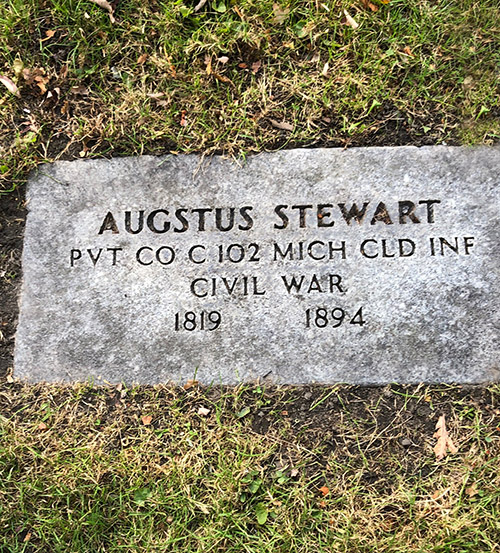 AUGSTUS STEWART
PVT CO C 102 MICH CLD INF
CIVIL WAR
1819 1894